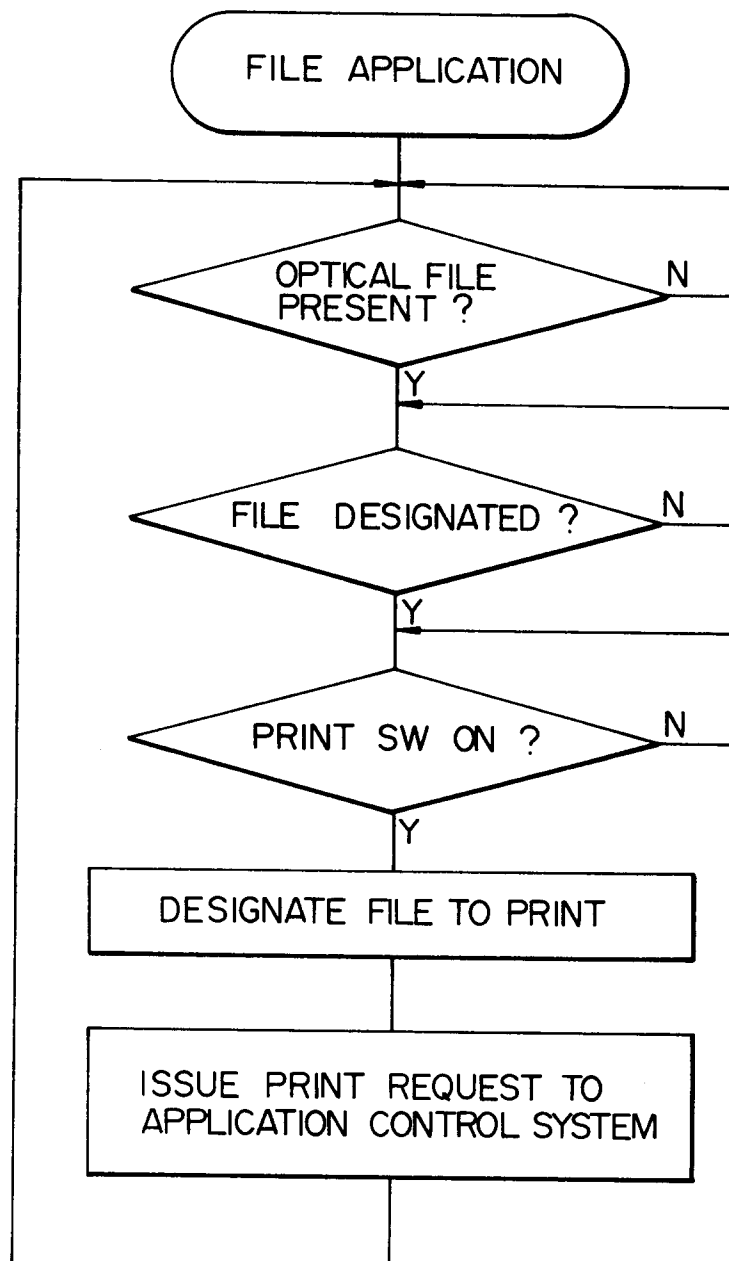 FILE APPLICATION
OPTICAL FILE
PRESENT ?
N
Y
FILE DESIGNATED ?
N
Y
PRINT SW ON ?
N
Y
DESIGNATE FILE TO PRINT
ISSUE PRINT REQUEST TO
APPLICATION CONTROL SYSTEM